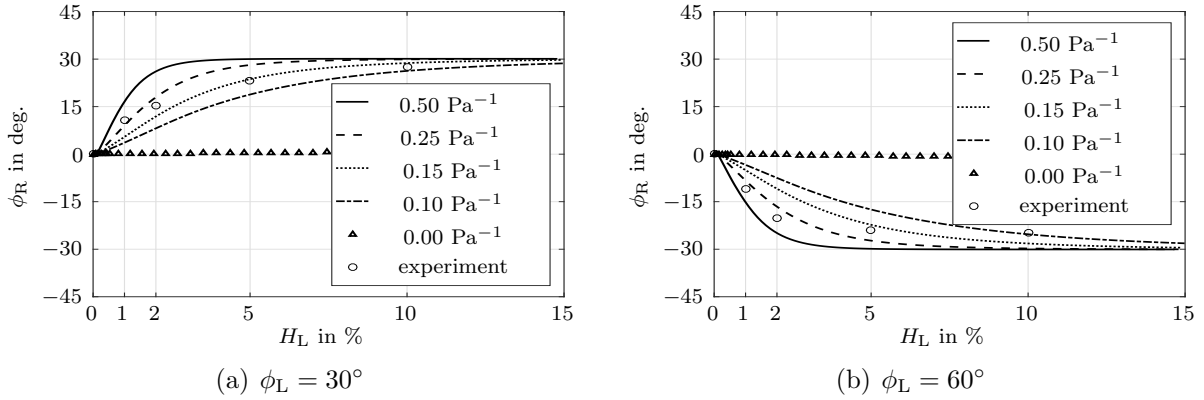 45
30
15
0
−15
−30
−45
ϕR in deg.
0 1 2 5 10 15
HL in %
0.50 Pa−1
0.25 Pa−1
0.15 Pa−1
0.10 Pa−1
0.00 Pa−1
experiment
(a) ϕL = 30°
45
30
15
0
−15
−30
−45
ϕR in deg.
0 1 2 5 10 15
HL in %
0.50 Pa−1
0.25 Pa−1
0.15 Pa−1
0.10 Pa−1
0.00 Pa−1
experiment
(b) ϕL = 60°